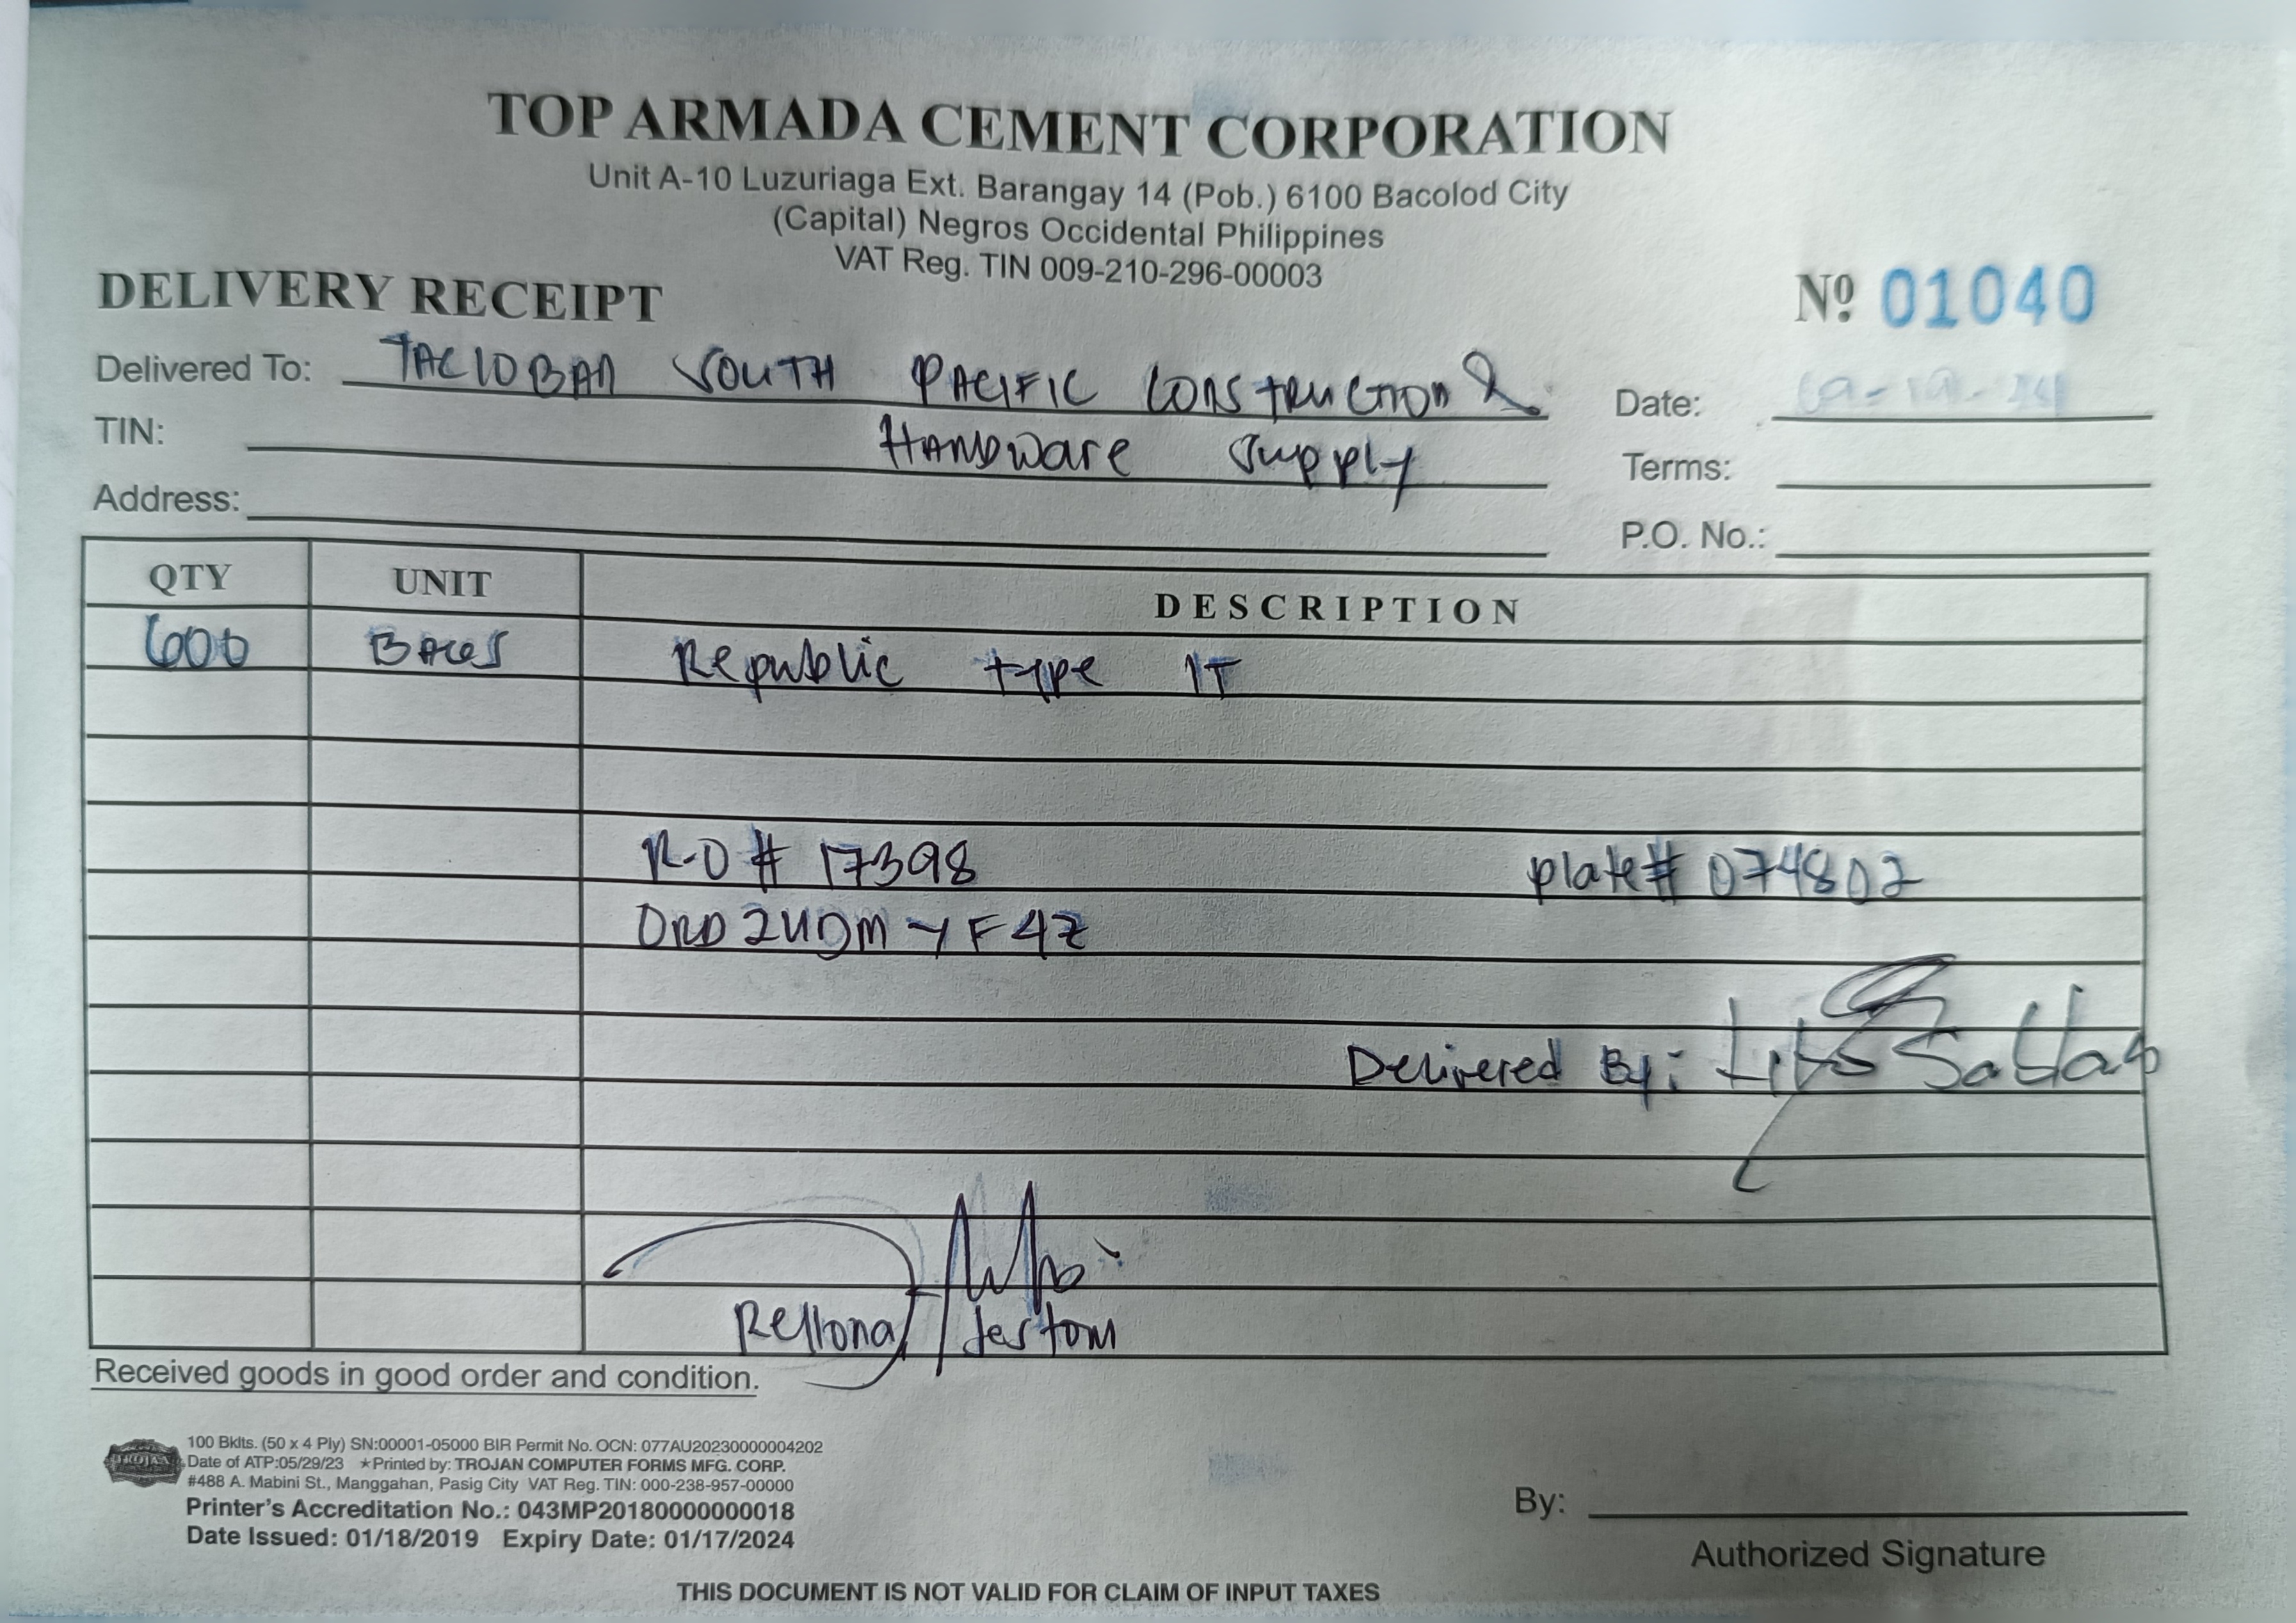 TOP ARMADA CEMENT CORPORATION
Unit A-10 Luzuriaga Ext. Barangay 14 (Pob.) 6100 Bacolod City
(Capital) Negros Occidental Philippines
VAT Reg. TIN 009-210-296-00003
DELIVERY RECEIPT
Nº 01040
Delivered To: TACLOBAN SOUTH PACIFIC CONSTRUCTION &
Date:
TIN: HARDware Supply
Terms:
Address:
P.O. No.:
QTY UNIT DESCRIPTION
600 BAGS Republic type 1T
R.O # 17398 plate# 074802
ORD2UDMYF4Z
Delivered By: Lito
Rellona Jestom
Received goods in good order and condition.
TROJAN
100 Bklts. (50 x 4 Ply) SN:00001-05000 BIR Permit No. OCN: 077AU20230000004202
Date of ATP:05/29/23 ★Printed by: TROJAN COMPUTER FORMS MFG. CORP.
#488 A. Mabini St., Manggahan, Pasig City VAT Reg. TIN: 000-238-957-00000
Printer's Accreditation No.: 043MP20180000000018
Date Issued: 01/18/2019 Expiry Date: 01/17/2024
By:
Authorized Signature
THIS DOCUMENT IS NOT VALID FOR CLAIM OF INPUT TAXES